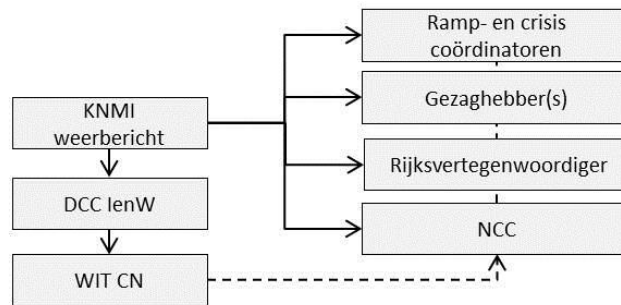 Ramp- en crisis
coördinatoren
Gezaghebber(s)
KNMI
weerbericht
Rijksvertegenwoordiger
DCC IenW
NCC
WIT CN